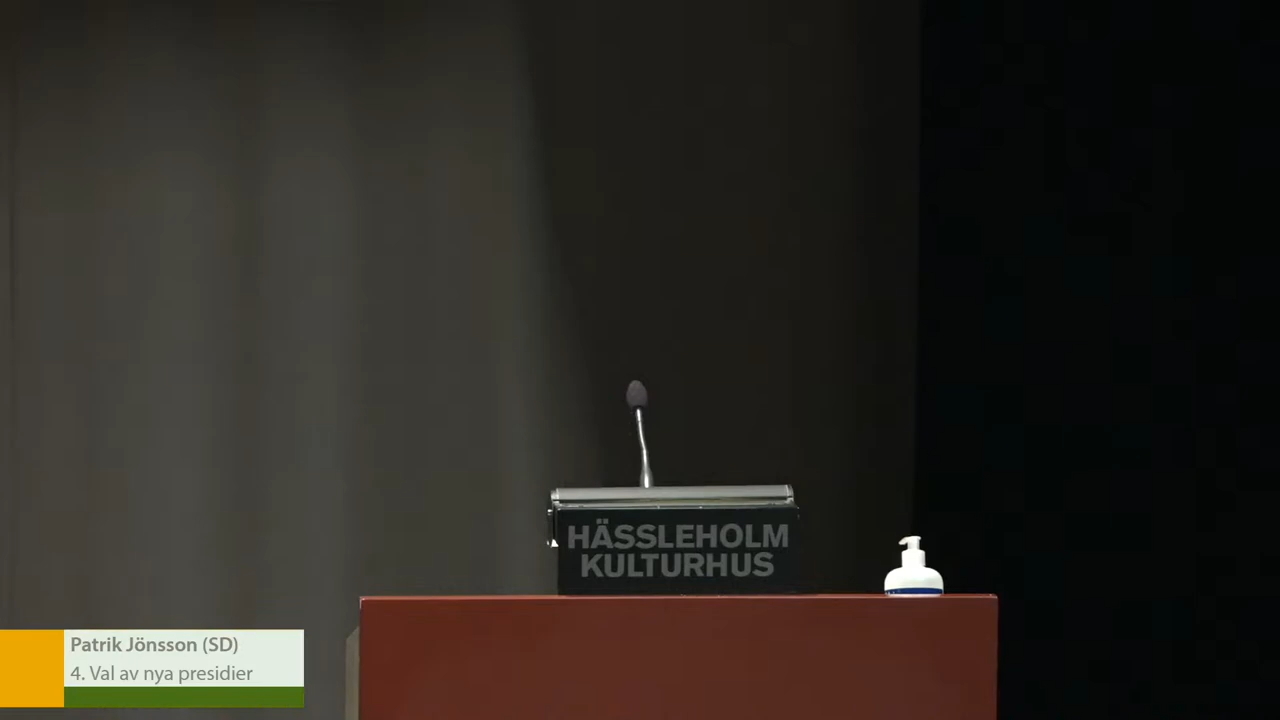 HÄSSLEHOLM
KULTURHUS
Patrik Jönsson (SD)
4. Val av nya presidier